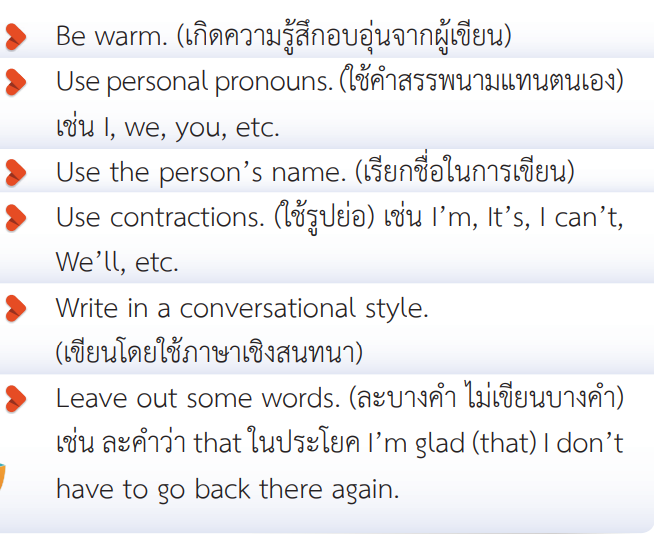 Be warm. (เกิดความรู้สึกอบอุ่นจากผู้เขียน)
Use personal pronouns. (ใช้คำสรรพนามแทนตนเอง)
เช่น I, we, you, etc.
Use the person’s name. (เรียกชื่อในการเขียน)
Use contractions. (ใช้รูปย่อ) เช่น I’m, It’s, I can’t,
We’ll, etc.
Write in a conversational style.
(เขียนโดยใช้ภาษาเชิงสนทนา)
Leave out some words. (ละบางคำ ไม่เขียนบางคำ)
เช่น ละคำว่า that ในประโยค I’m glad (that) I don’t
have to go back there again.